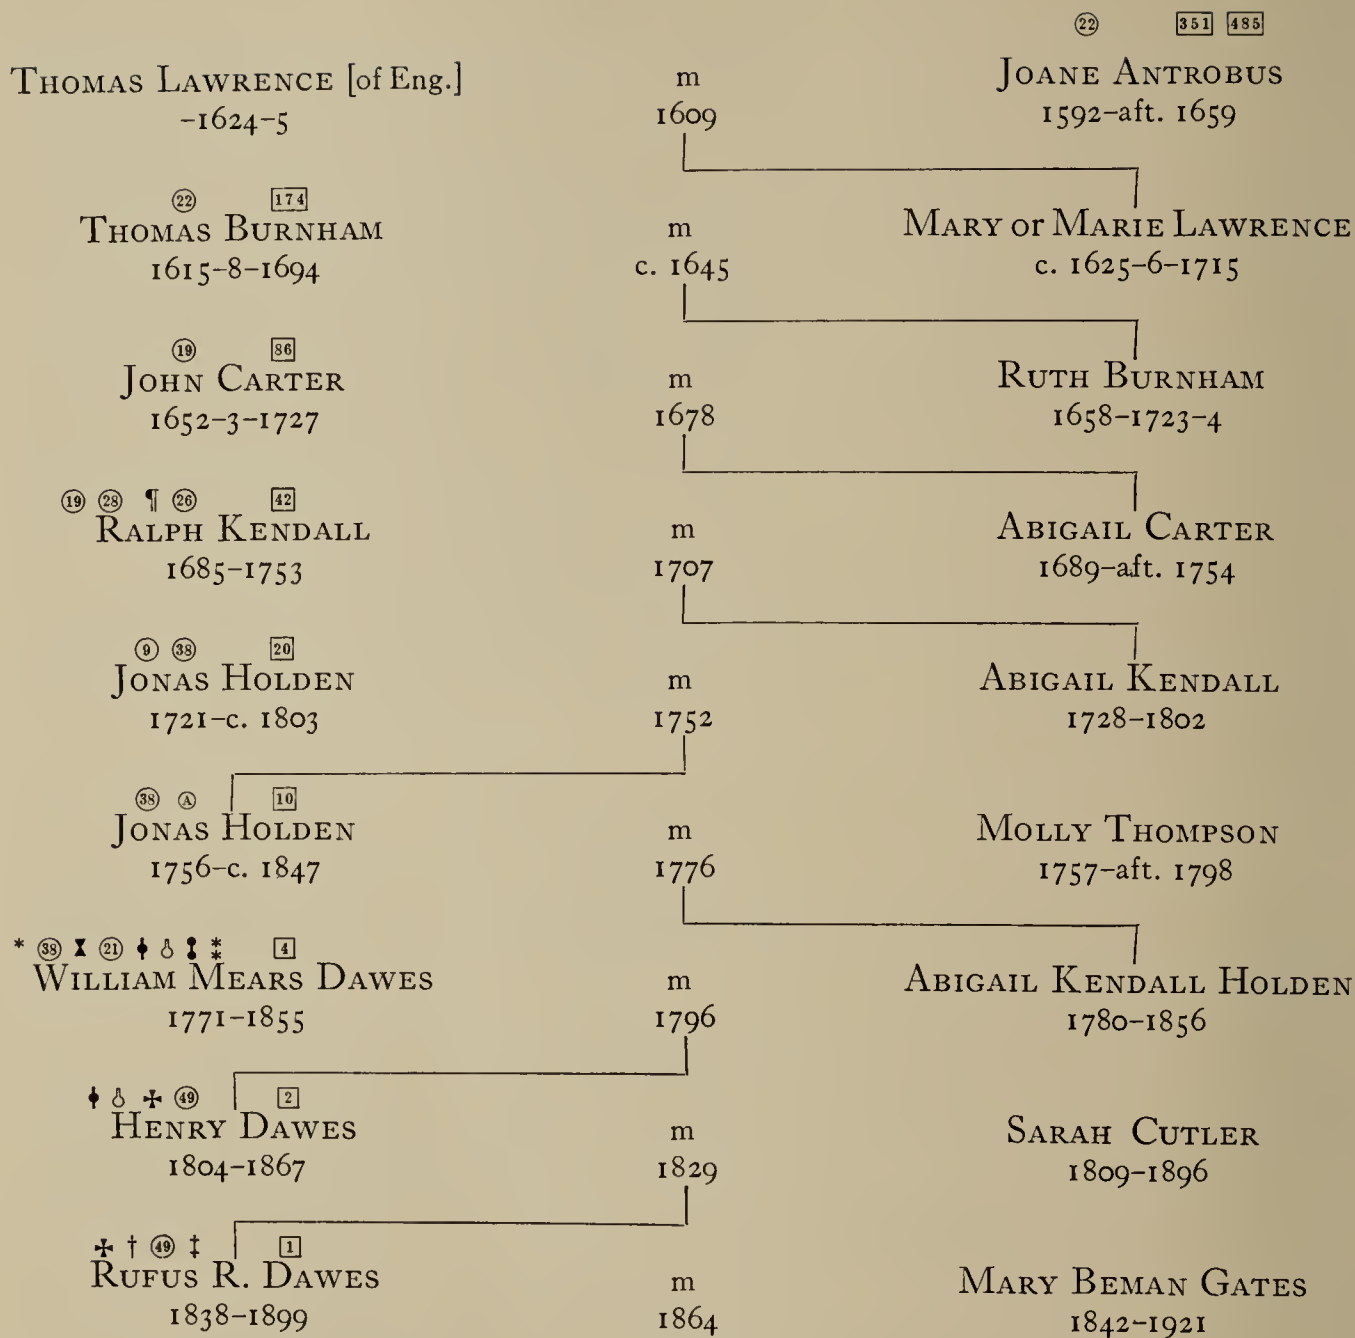 ㉒ 351 485
THOMAS LAWRENCE [of Eng.] m JOANE ANTROBUS
-1624-5 1609 1592-aft. 1659
㉒ 174
THOMAS BURNHAM m MARY or MARIE LAWRENCE
1615-8-1694 c. 1645 c. 1625-6-1715
⑲ 86
JOHN CARTER m RUTH BURNHAM
1652-3-1727 1678 1658-1723-4
⑲ ㉘ ¶ ㉖ 42
RALPH KENDALL m ABIGAIL CARTER
1685-1753 1707 1689-aft. 1754
⑨ ㊳ 20
JONAS HOLDEN m ABIGAIL KENDALL
1721-c. 1803 1752 1728-1802
㊳ Ⓐ 10
JONAS HOLDEN m MOLLY THOMPSON
1756-c. 1847 1776 1757-aft. 1798
* ㊳ ㉑ ⁑ 4
WILLIAM MEARS DAWES m ABIGAIL KENDALL HOLDEN
1771-1855 1796 1780-1856
✢ ㊾ 2
HENRY DAWES m SARAH CUTLER
1804-1867 1829 1809-1896
✢ † ㊾ ‡ 1
RUFUS R. DAWES m MARY BEMAN GATES
1838-1899 1864 1842-1921